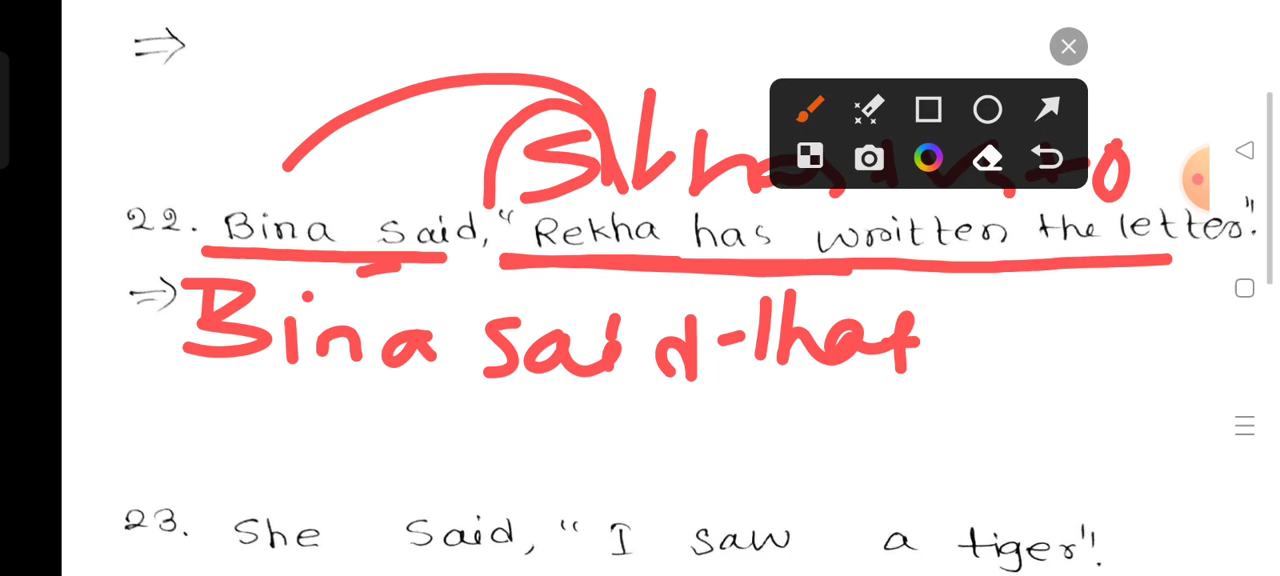 ⇒
22. Bina said, "Rekha has written the letter".
⇒ Bina said that
23. She said, "I saw a tiger".